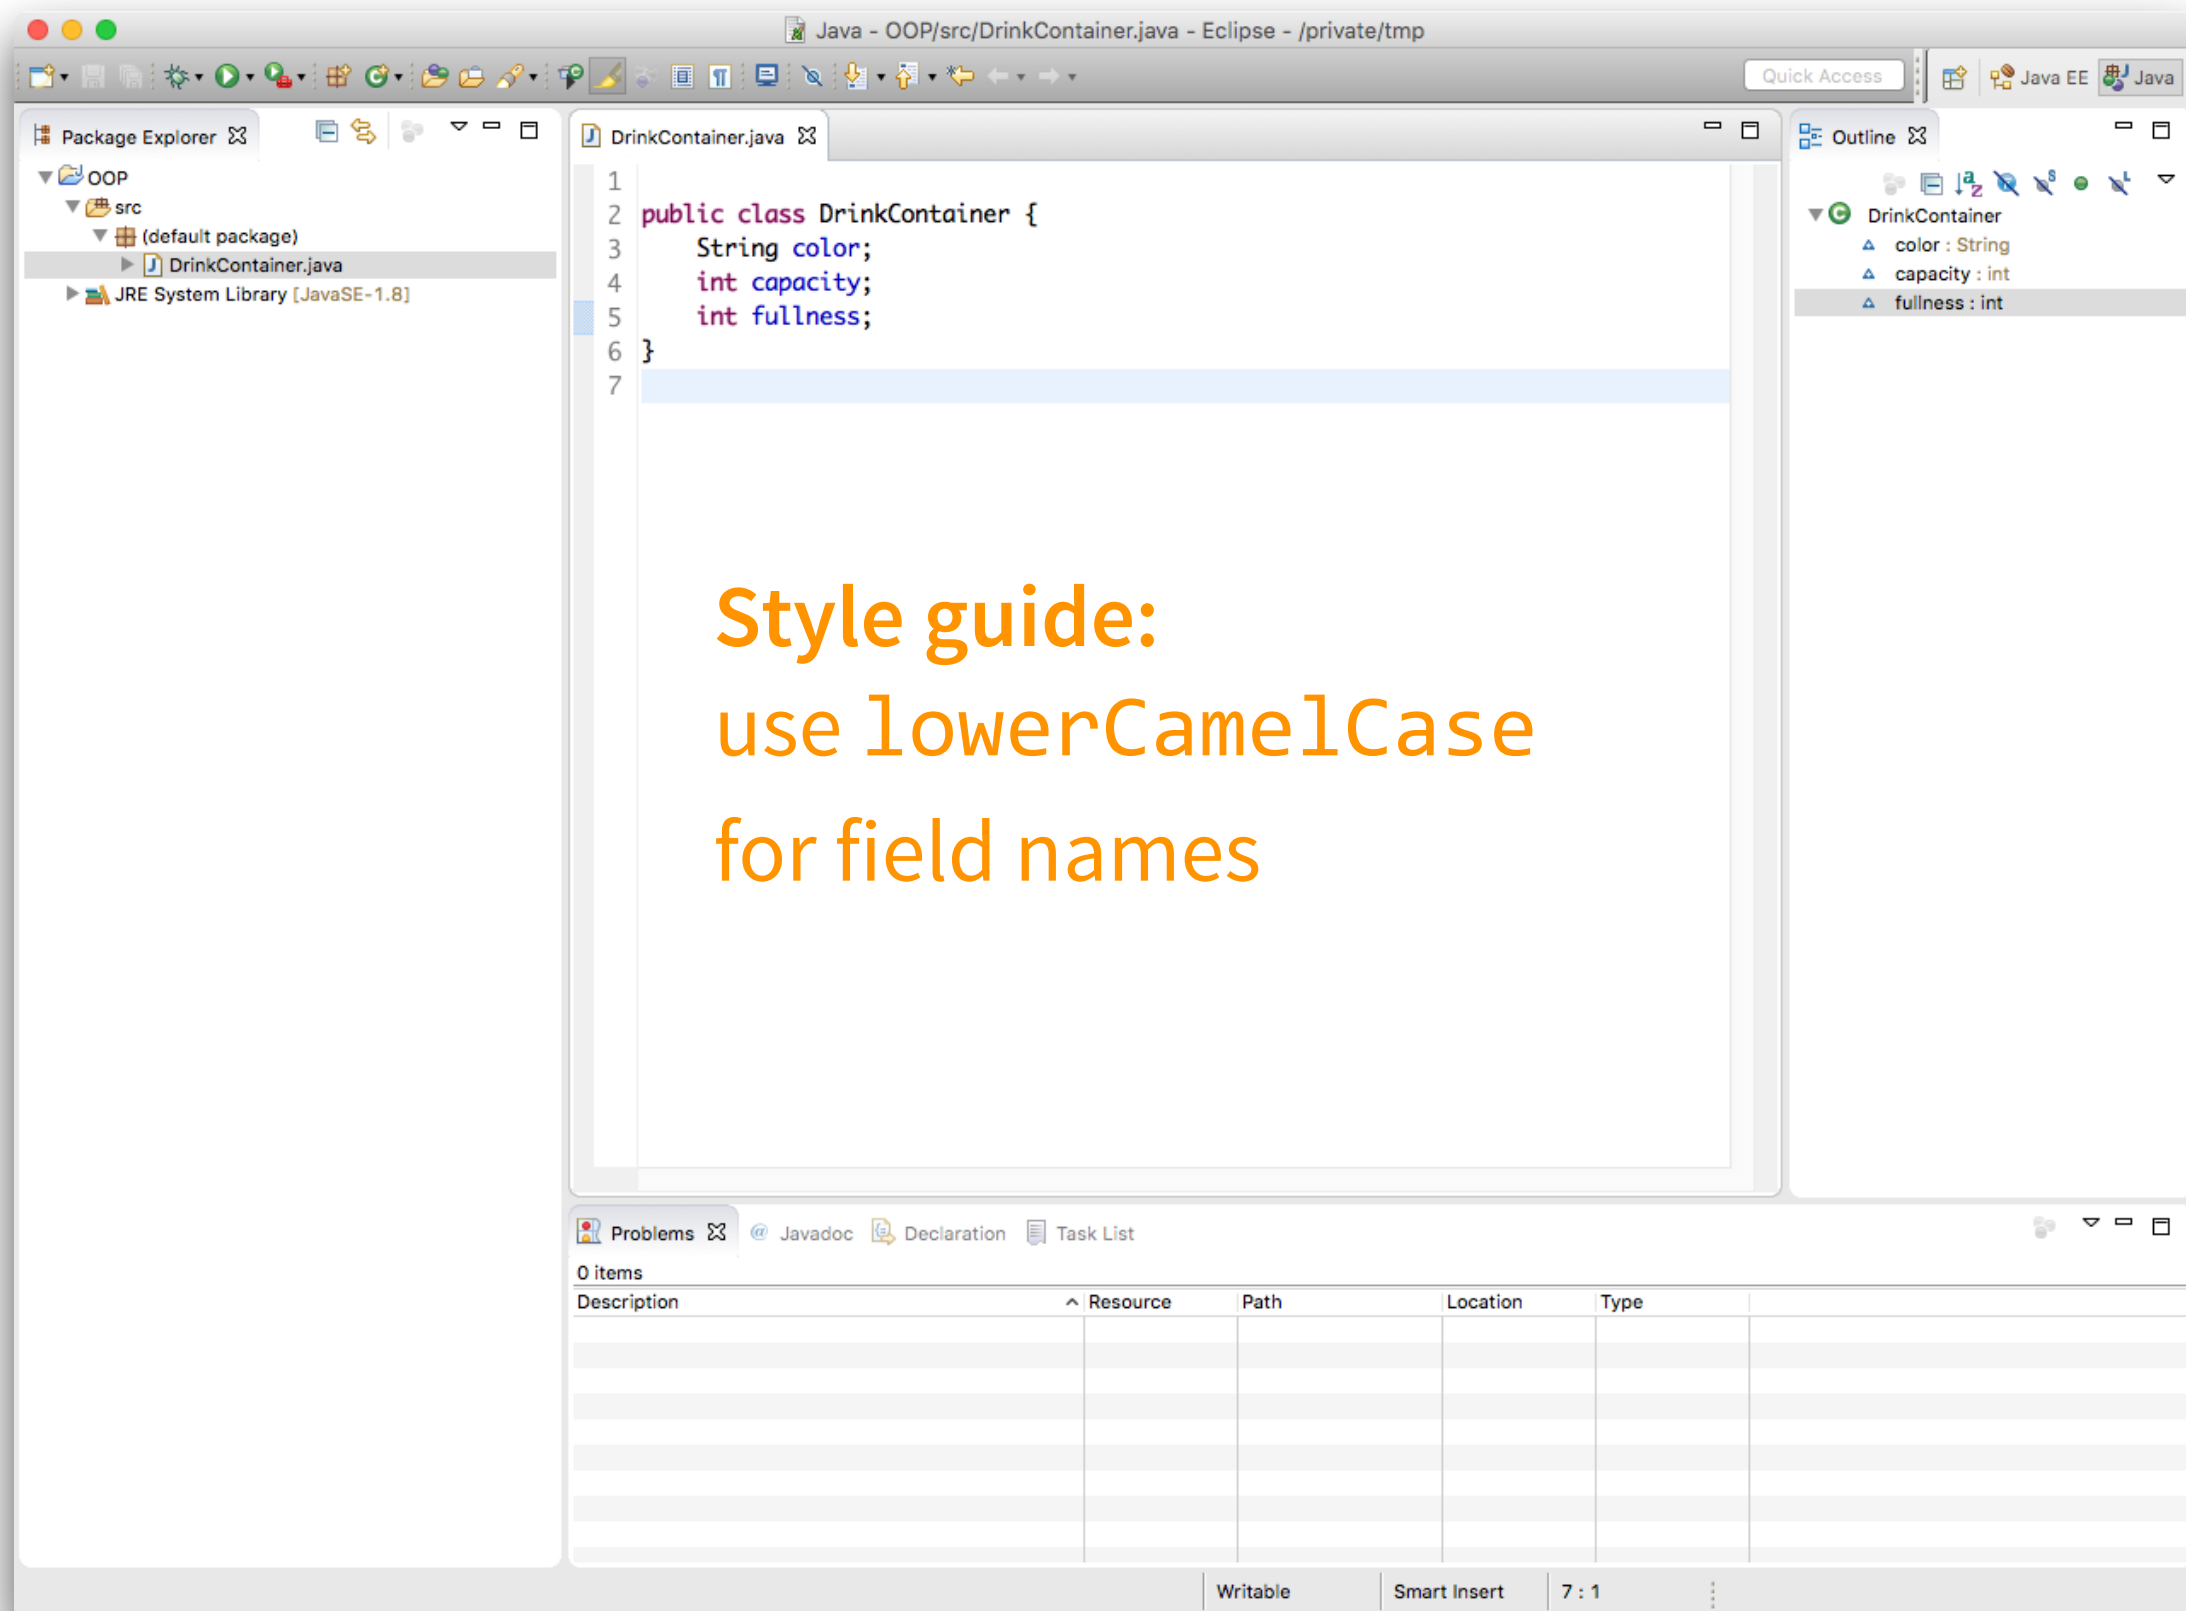 Java - OOP/src/DrinkContainer.java - Eclipse - /private/tmp
Quick Access
Java EE
Java
Package Explorer
OOP
src
(default package)
DrinkContainer.java
JRE System Library [JavaSE-1.8]
DrinkContainer.java
1
2 public class DrinkContainer {
3 String color;
4 int capacity;
5 int fullness;
6 }
7
Style guide:
use lowerCamelCase
for field names
Outline
DrinkContainer
color : String
capacity : int
fullness : int
Problems @ Javadoc Declaration Task List
0 items
Description Resource Path Location Type
Writable Smart Insert 7 : 1